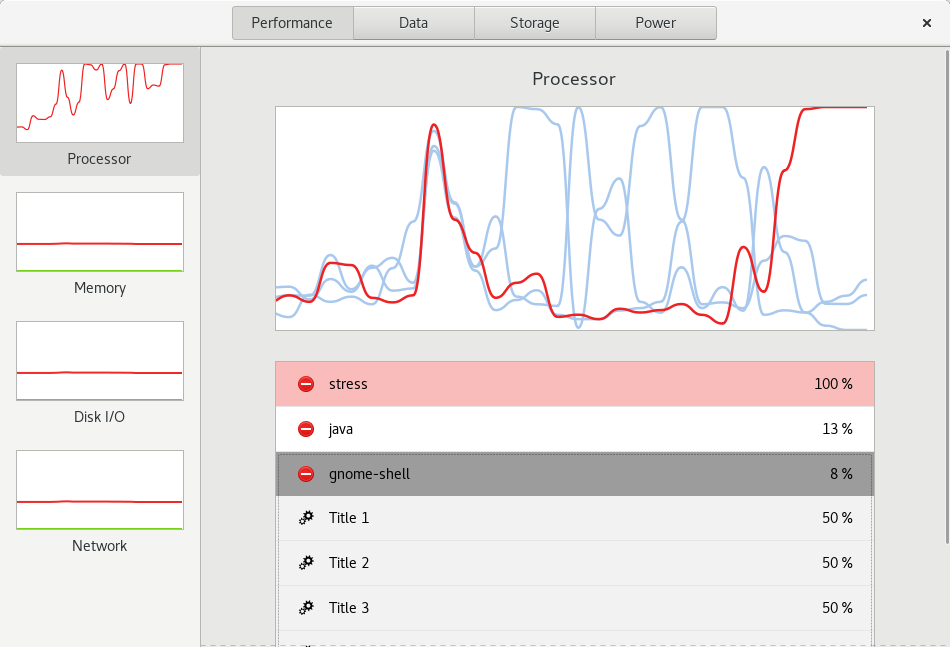 Performance Data Storage Power
Processor
Processor
Memory
Disk I/O
Network
stress 100 %
java 13 %
gnome-shell 8 %
Title 1 50 %
Title 2 50 %
Title 3 50 %